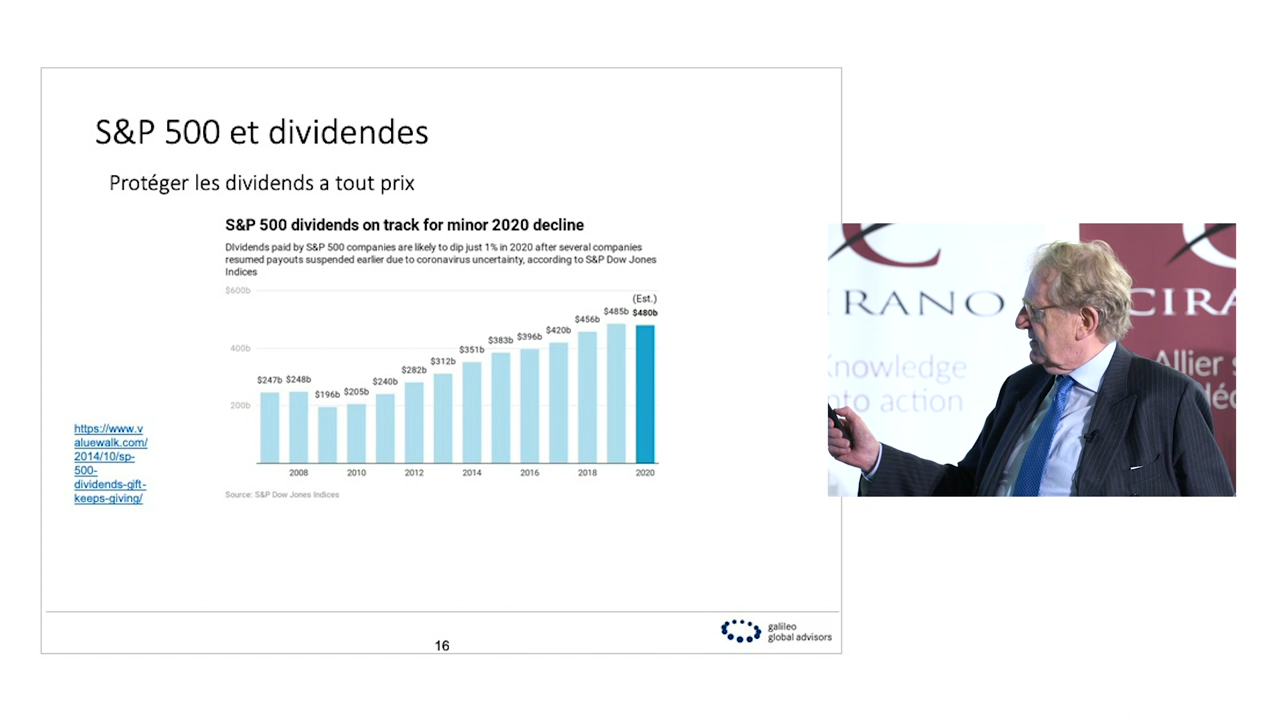 S&P 500 et dividendes
Protéger les dividends a tout prix
S&P 500 dividends on track for minor 2020 decline
Dividends paid by S&P 500 companies are likely to dip just 1% in 2020 after several companies
resumed payouts suspended earlier due to coronavirus uncertainty, according to S&P Dow Jones
Indices
$600b
400b
200b
$247b
$248b
$196b
$205b
$240b
$282b
$312b
$351b
$383b
$396b
$420b
$456b
$485b
(Est.)
$480b
2008
2010
2012
2014
2016
2018
2020
Source: S&P Dow Jones Indices
https://www.v
aluewalk.com/
2014/10/sp-
500-
dividends-gift-
keeps-giving/
16
galileo
global advisors
IRANO
Knowledge
into action
CIRA
Allier